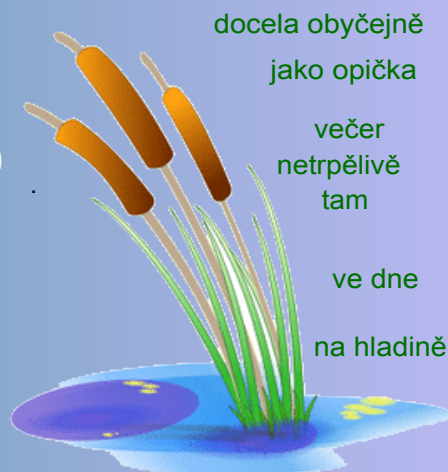 docela obyčejně
jako opička
večer
netrpělivě
tam
ve dne
na hladině